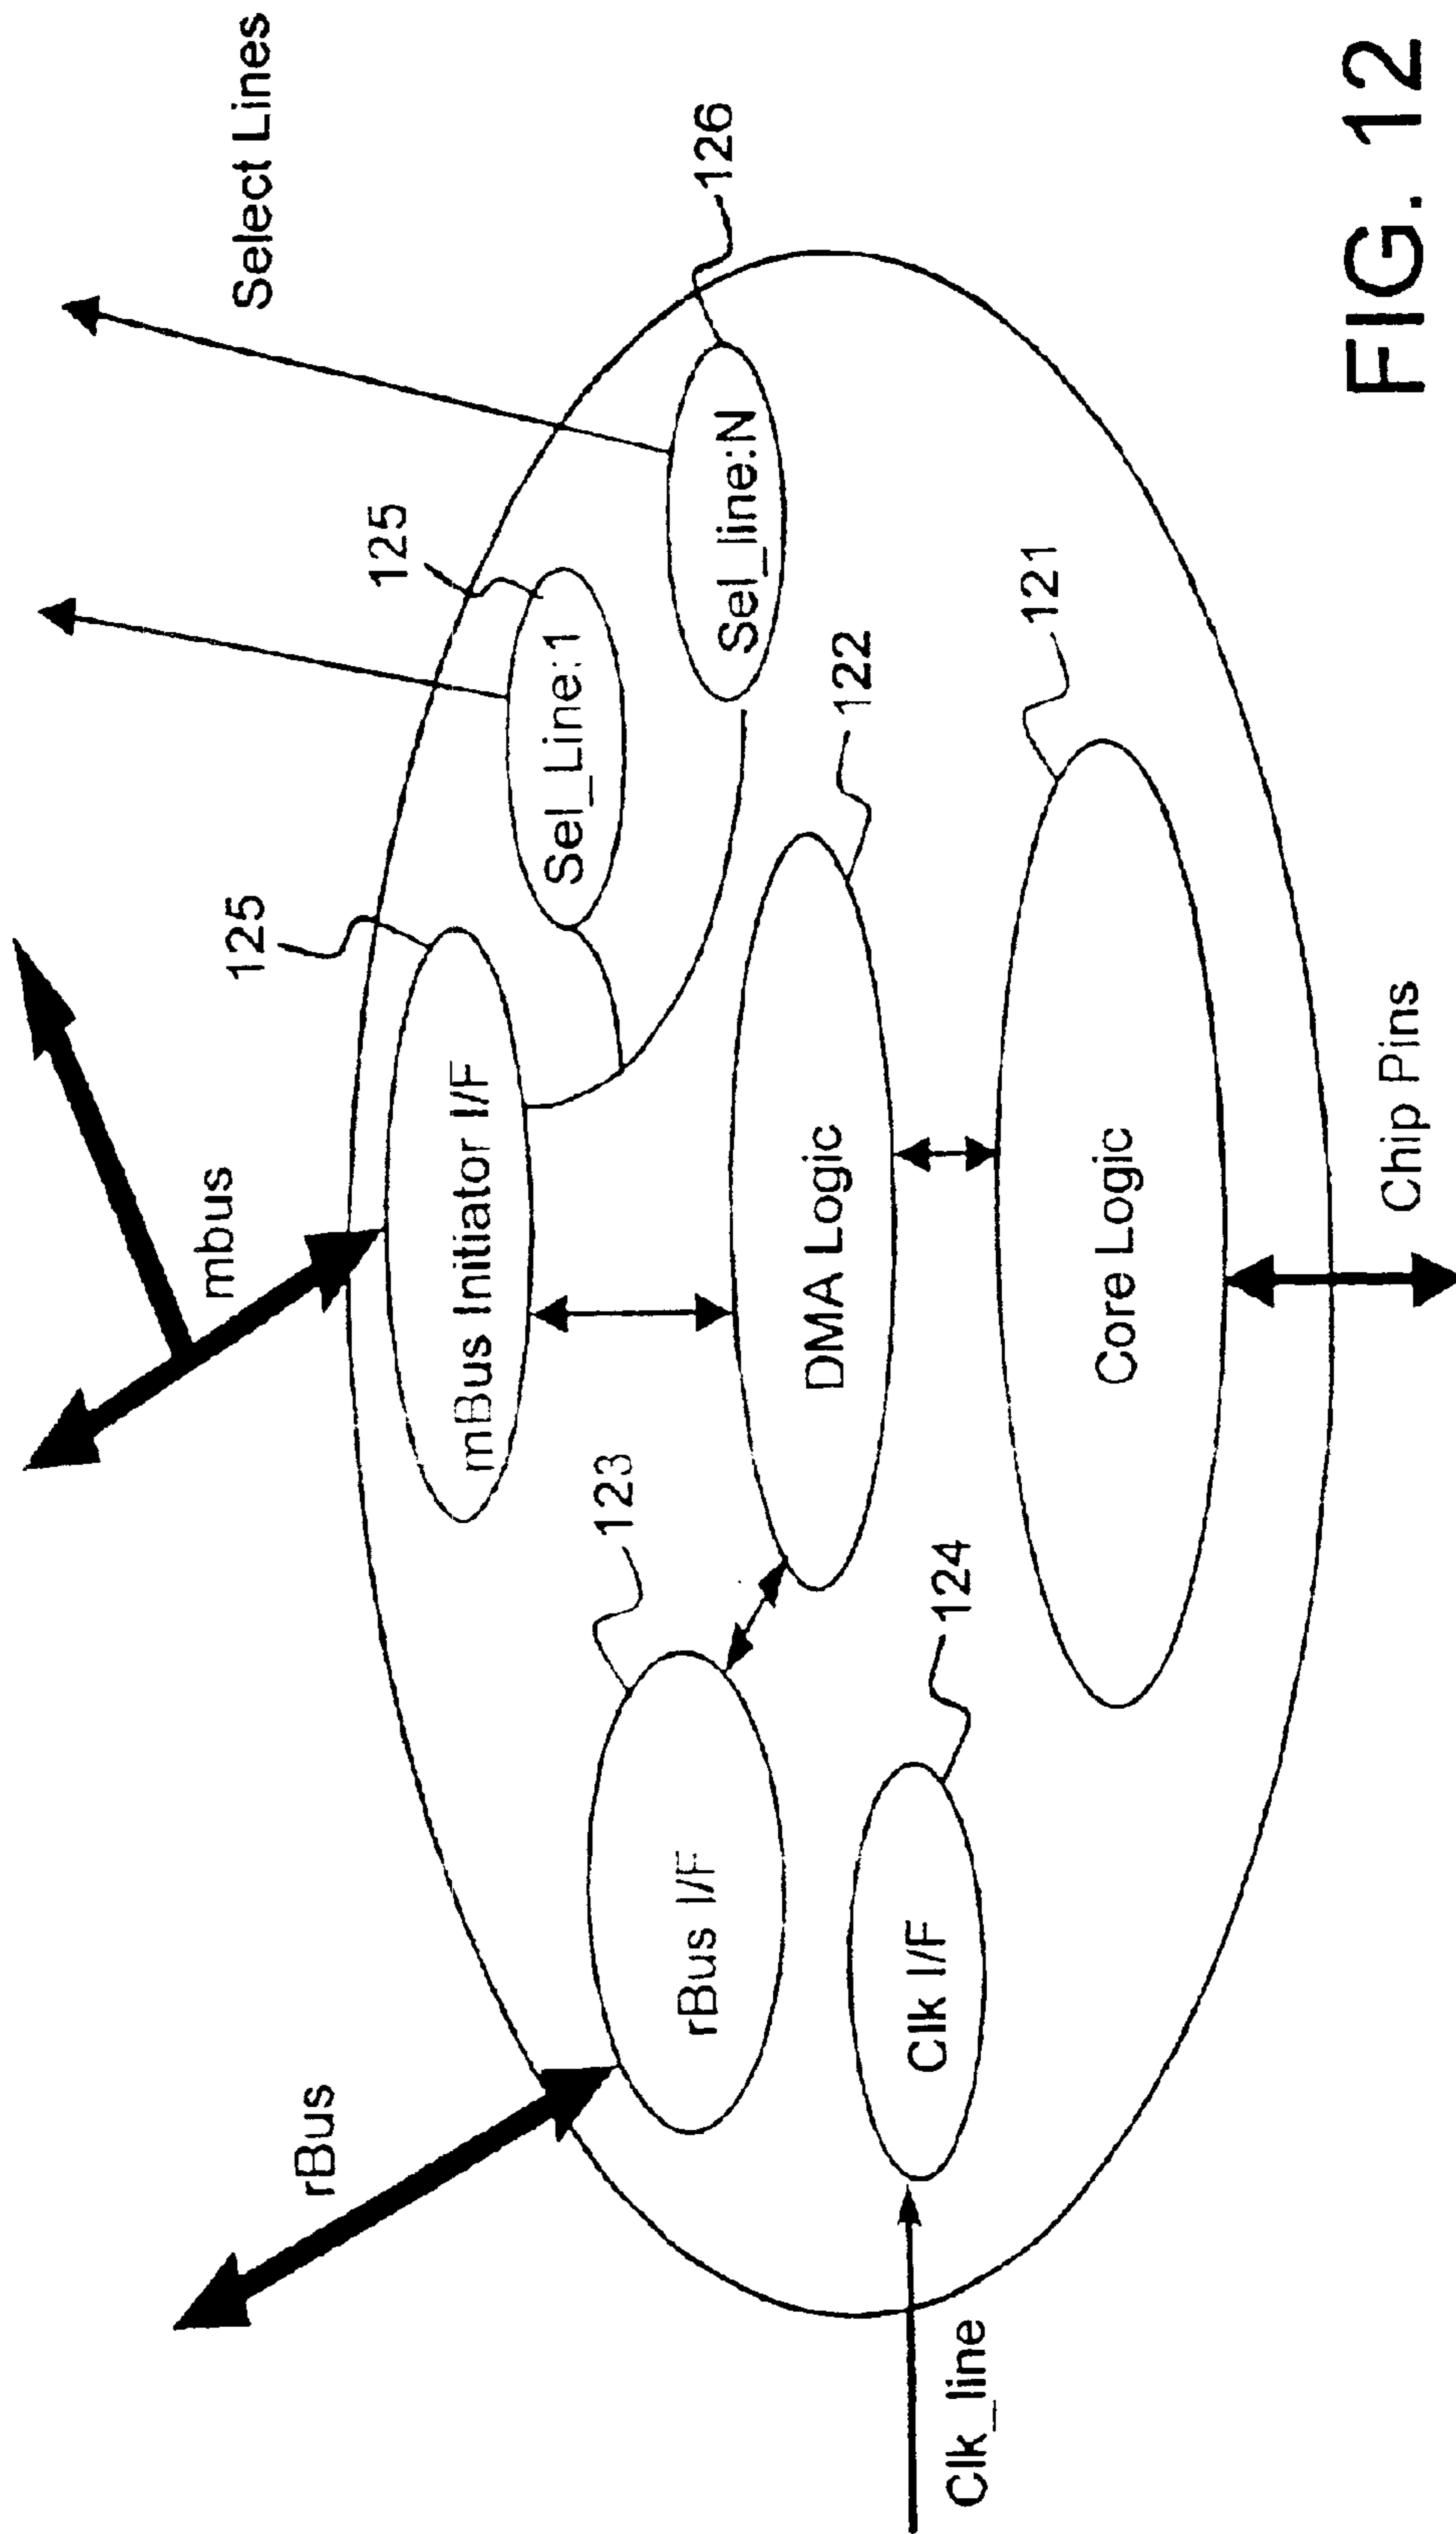 Select Lines
mbus
rBus
125
125
126
mBus Initiator I/F
Sel_Line:1
Sel_line:N
123
rBus I/F
122
DMA Logic
124
Clk I/F
121
Core Logic
Clk_line
Chip Pins
FIG. 12